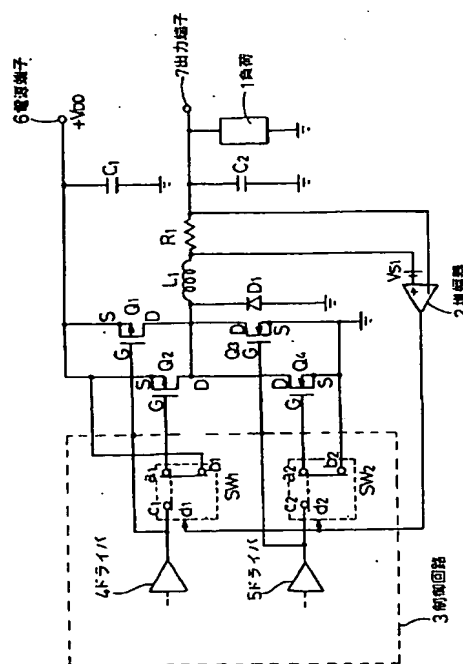 6電源端子
+VDD
7出力端子
1負荷
C1
C2
R1
L1
D1
VS1
+
2増幅器
S
Q1
G
D
S
Q2
G
D
D
Q3
G
S
D
Q4
G
S
a1
b1
c1
d1
SW1
a2
b2
c2
d2
SW2
4ドライバ
5ドライバ
3制御回路